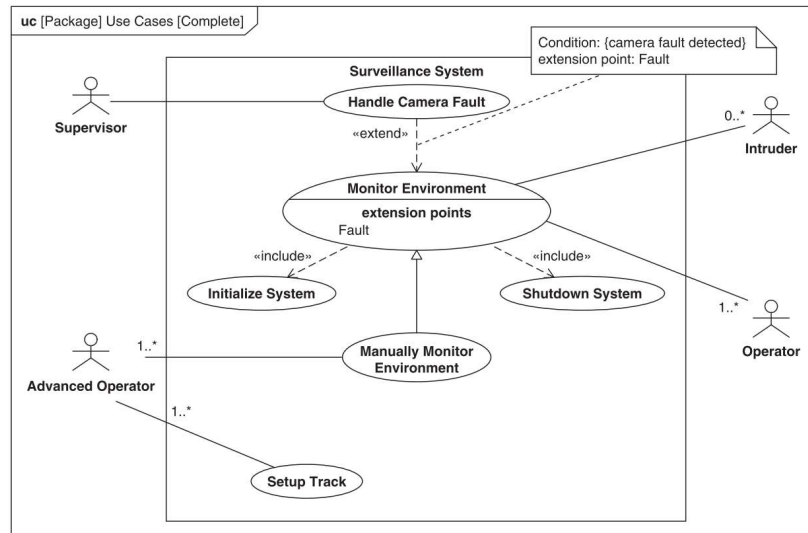 uc [Package] Use Cases [Complete]
Condition: {camera fault detected}
extension point: Fault
Surveillance System
Handle Camera Fault
Supervisor
«extend»
0..*
Intruder
Monitor Environment
extension points
Fault
«include»
«include»
Initialize System
Shutdown System
1..*
Operator
1..*
Manually Monitor
Environment
Advanced Operator
1..*
Setup Track